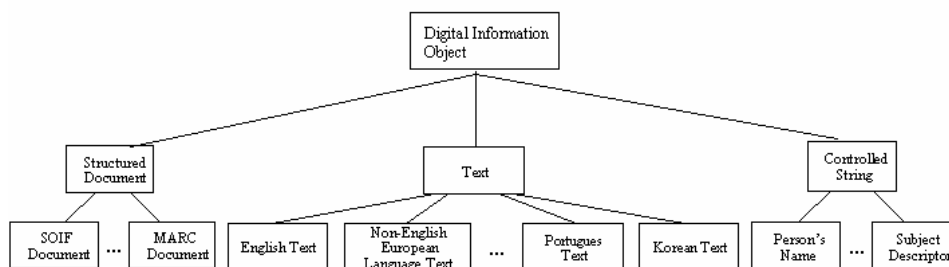 Digital Information
Object
Structured
Document
Text
Controlled
String
SOIF
Document
...
MARC
Document
English Text
Non-English
European
Language Text
...
Portugues
Text
Korean Text
Person's
Name
...
Subject
Descriptor